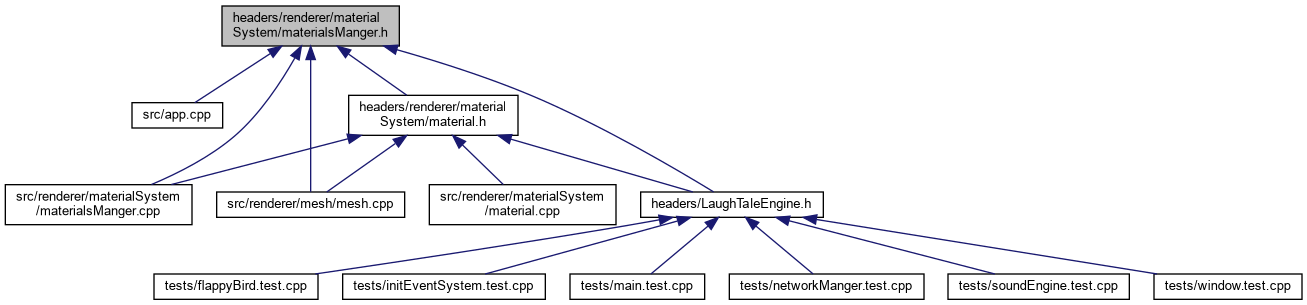 headers/renderer/material
System/materialsManger.h
src/app.cpp
headers/renderer/material
System/material.h
src/renderer/materialSystem
/materialsManger.cpp
src/renderer/mesh/mesh.cpp
src/renderer/materialSystem
/material.cpp
headers/LaughTaleEngine.h
tests/flappyBird.test.cpp
tests/initEventSystem.test.cpp
tests/main.test.cpp
tests/networkManger.test.cpp
tests/soundEngine.test.cpp
tests/window.test.cpp